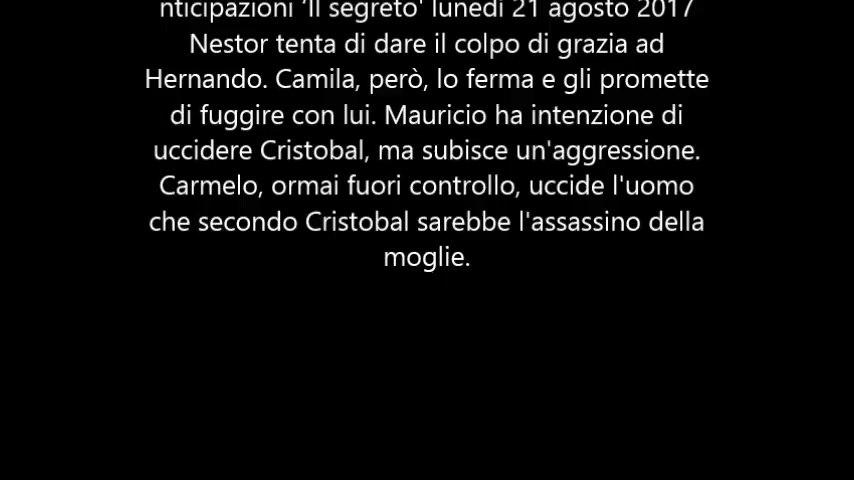 nticipazioni 'Il segreto' lunedì 21 agosto 2017
Nestor tenta di dare il colpo di grazia ad
Hernando. Camila, però, lo ferma e gli promette
di fuggire con lui. Mauricio ha intenzione di
uccidere Cristobal, ma subisce un'aggressione.
Carmelo, ormai fuori controllo, uccide l'uomo
che secondo Cristobal sarebbe l'assassino della
moglie.